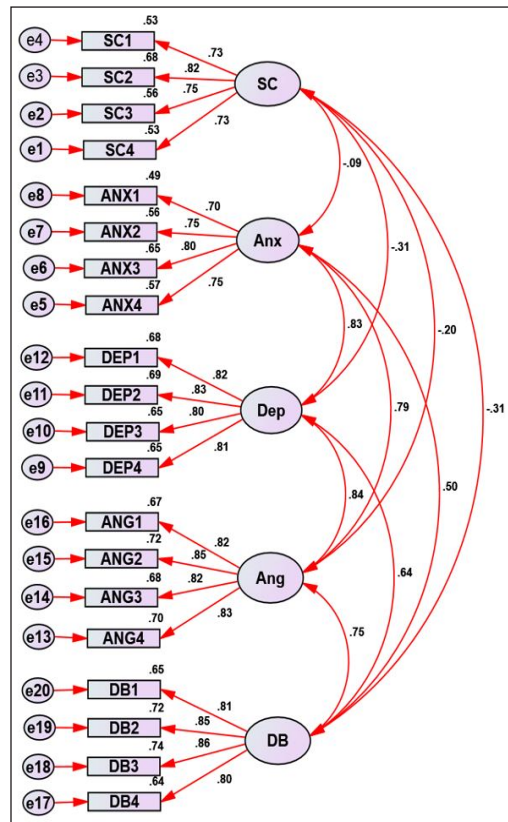 .53
e4 SC1 .73
.68
e3 SC2 .82 SC
.56
e2 SC3 .75
.53
e1 SC4 .73
-.09
.49
e8 ANX1 .70
.56
e7 ANX2 .75 Anx
.65
e6 ANX3 .80
.57
e5 ANX4 .75
-.31
.83
-.20
-.31
.68
e12 DEP1 .82
.69
e11 DEP2 .83 Dep
.65
e10 DEP3 .80
.65
e9 DEP4 .81
.79
.50
.84
.67
e16 ANG1 .82
.72
e15 ANG2 .85 Ang
.68
e14 ANG3 .82
.70
e13 ANG4 .83
.64
.75
.65
e20 DB1 .81
.72
e19 DB2 .85 DB
.74
e18 DB3 .86
.64
e17 DB4 .80